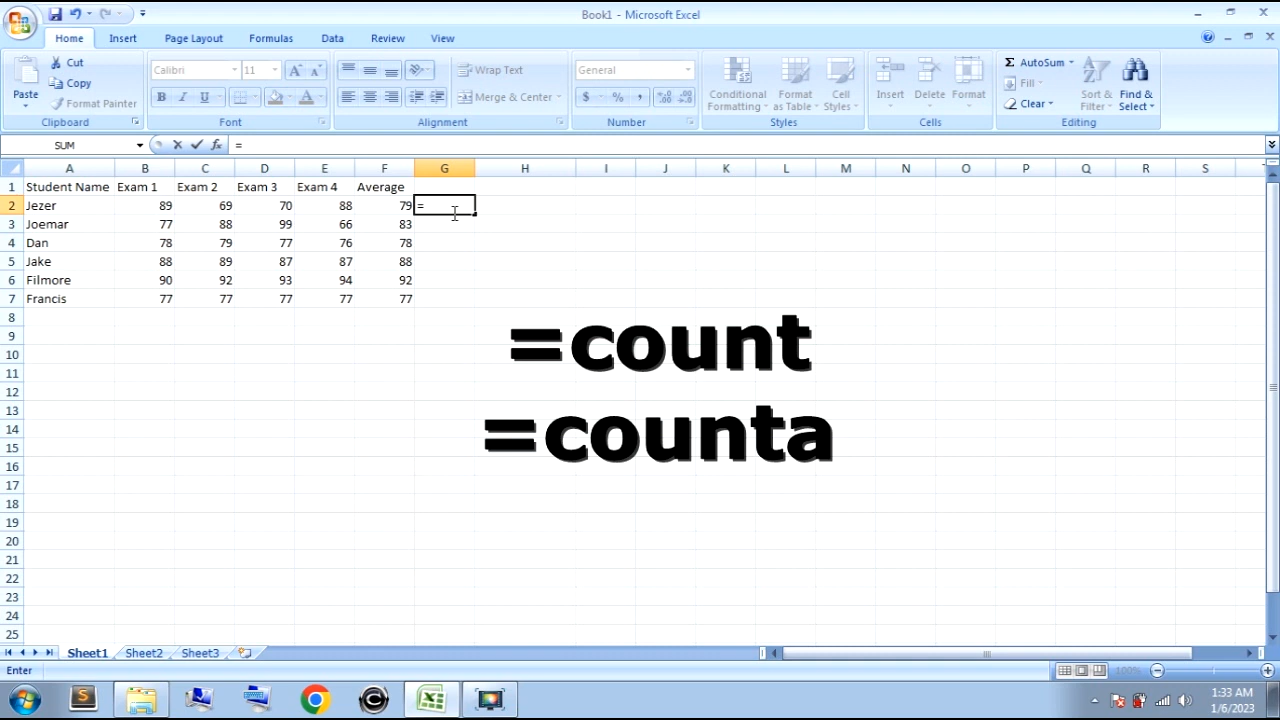 Book1 - Microsoft Excel
Home Insert Page Layout Formulas Data Review View
Paste Cut Copy Format Painter Clipboard
Calibri 11 B I U A Font
Wrap Text Merge & Center Alignment
General $ % , Number
Conditional Formatting Format as Table Cell Styles Styles
Insert Delete Format Cells
Σ AutoSum Fill Clear Sort & Filter Find & Select Editing
SUM fx =
A B C D E F G H I J K L M N O P Q R S
1 Student Name Exam 1 Exam 2 Exam 3 Exam 4 Average
2 Jezer 89 69 70 88 79 =
3 Joemar 77 88 99 66 83
4 Dan 78 79 77 76 78
5 Jake 88 89 87 87 88
6 Filmore 90 92 93 94 92
7 Francis 77 77 77 77 77
8
9
10
11
12
13
14
15
16
17
18
19
20
21
22
23
24
25
=count
=counta
Sheet1 Sheet2 Sheet3
Enter 100%
1:33 AM
1/6/2023